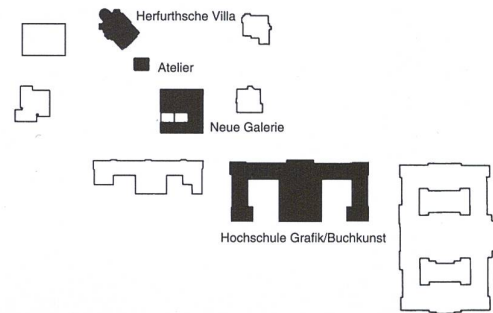 Herfurthsche Villa
Atelier
Neue Galerie
Hochschule Grafik/Buchkunst